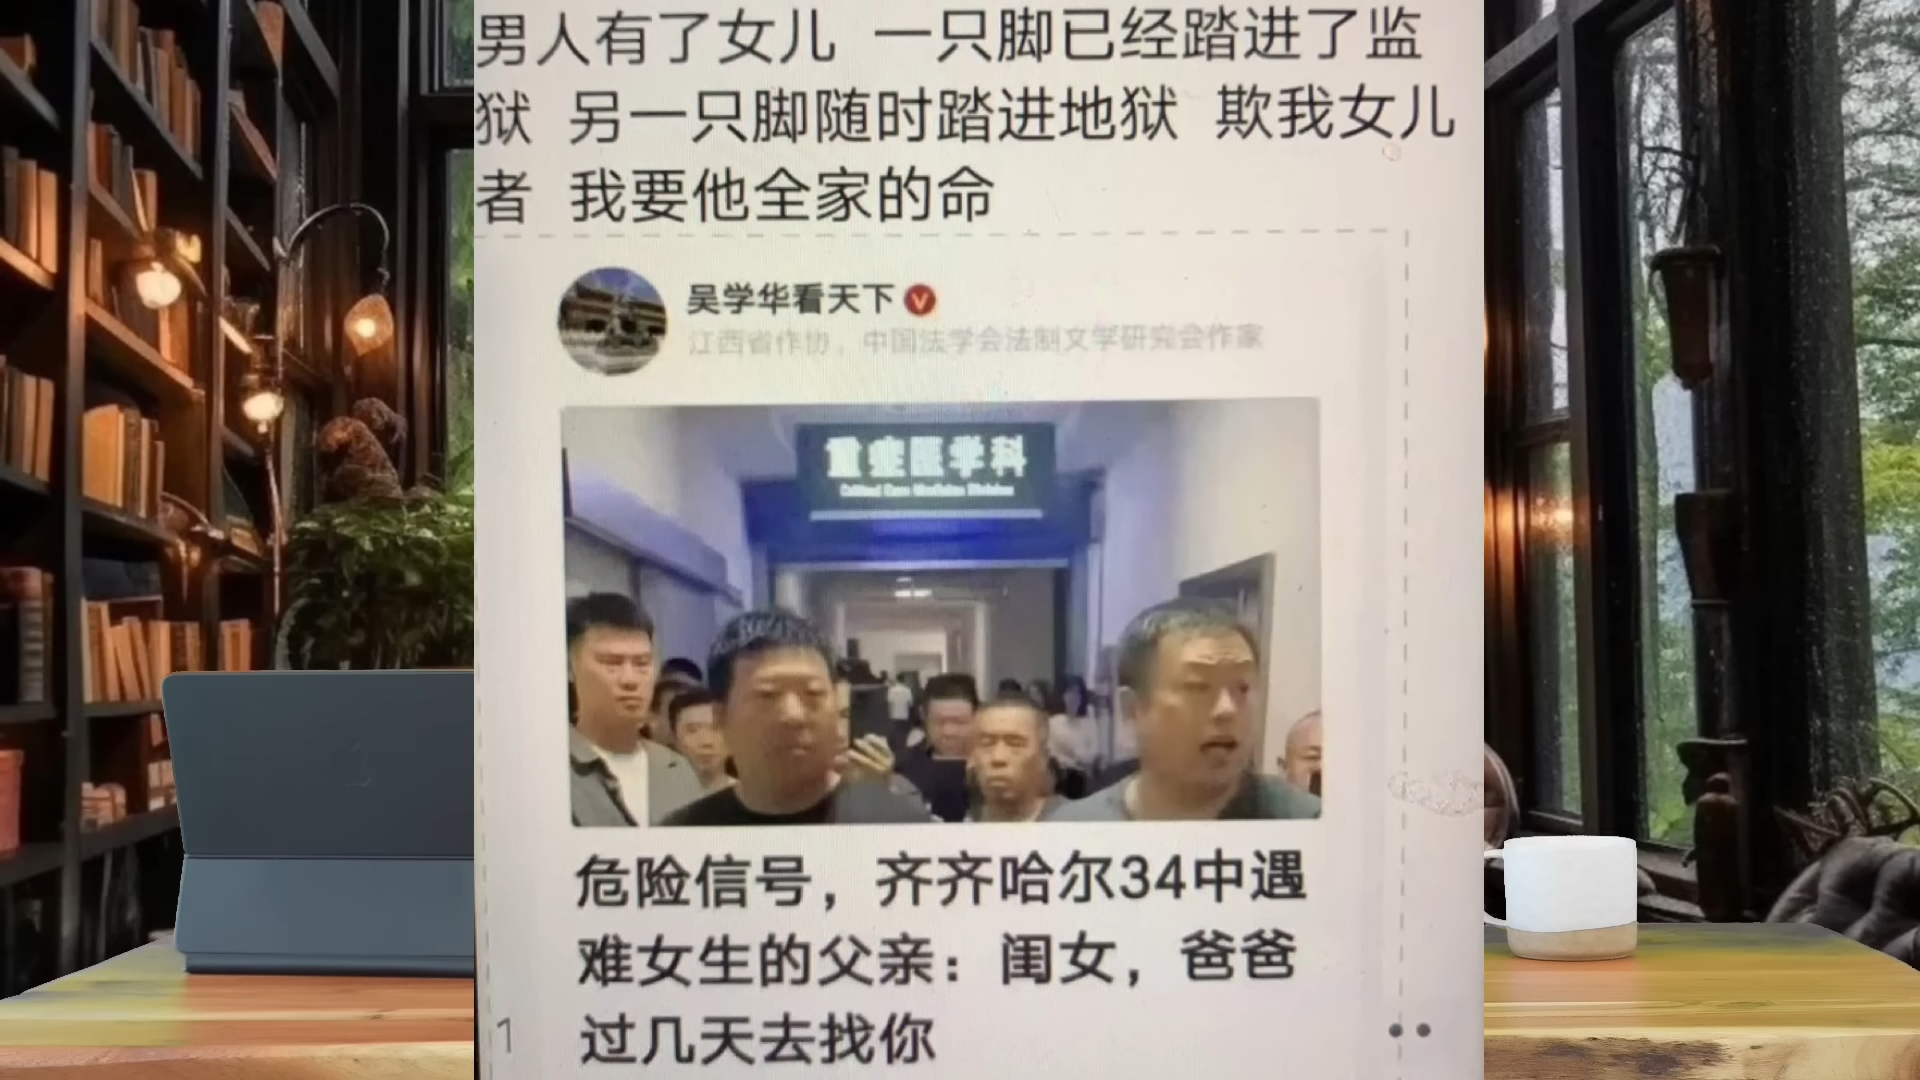 男人有了女儿 一只脚已经踏进了监
狱 另一只脚随时踏进地狱 欺我女儿
者 我要他全家的命
吴学华看天下
江西省作协，中国法学会法制文学研究会作家
重症医学科
Critical Care Medicine Division
危险信号，齐齐哈尔34中遇
难女生的父亲：闺女，爸爸
过几天去找你
1